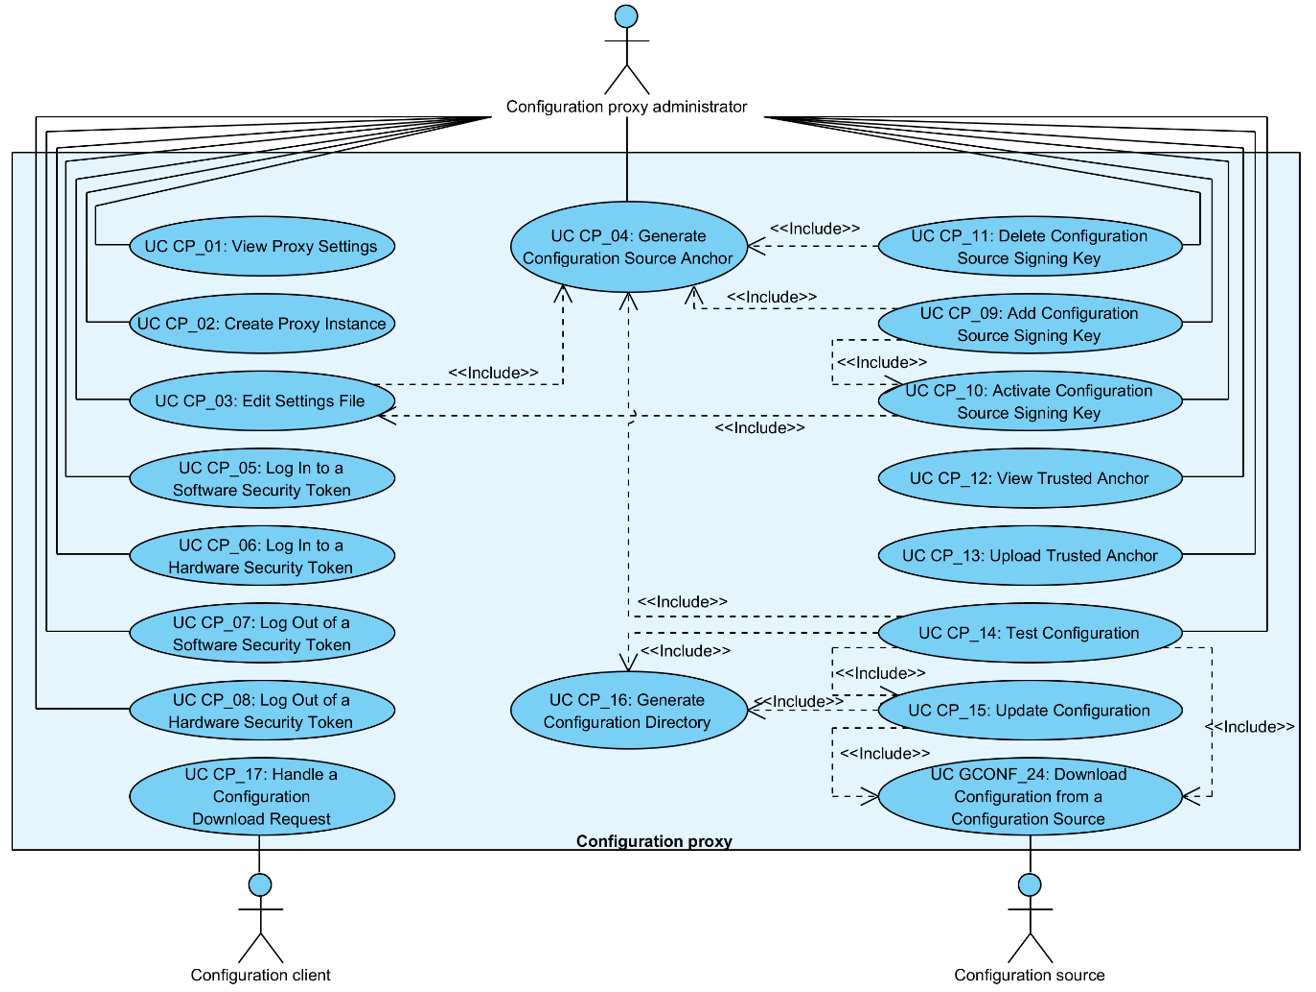 Configuration proxy administrator
UC CP_01: View Proxy Settings
UC CP_02: Create Proxy Instance
UC CP_03: Edit Settings File
UC CP_05: Log In to a
Software Security Token
UC CP_06: Log In to a
Hardware Security Token
UC CP_07: Log Out of a
Software Security Token
UC CP_08: Log Out of a
Hardware Security Token
UC CP_17: Handle a
Configuration
Download Request
UC CP_04: Generate
Configuration Source Anchor
<<Include>>
<<Include>>
<<Include>>
<<Include>>
<<Include>>
<<Include>>
<<Include>>
<<Include>>
<<Include>>
<<Include>>
<<Include>>
UC CP_16: Generate
Configuration Directory
UC CP_11: Delete Configuration
Source Signing Key
UC CP_09: Add Configuration
Source Signing Key
UC CP_10: Activate Configuration
Source Signing Key
UC CP_12: View Trusted Anchor
UC CP_13: Upload Trusted Anchor
UC CP_14: Test Configuration
UC CP_15: Update Configuration
UC GCONF_24: Download
Configuration from a
Configuration Source
Configuration proxy
Configuration client
Configuration source